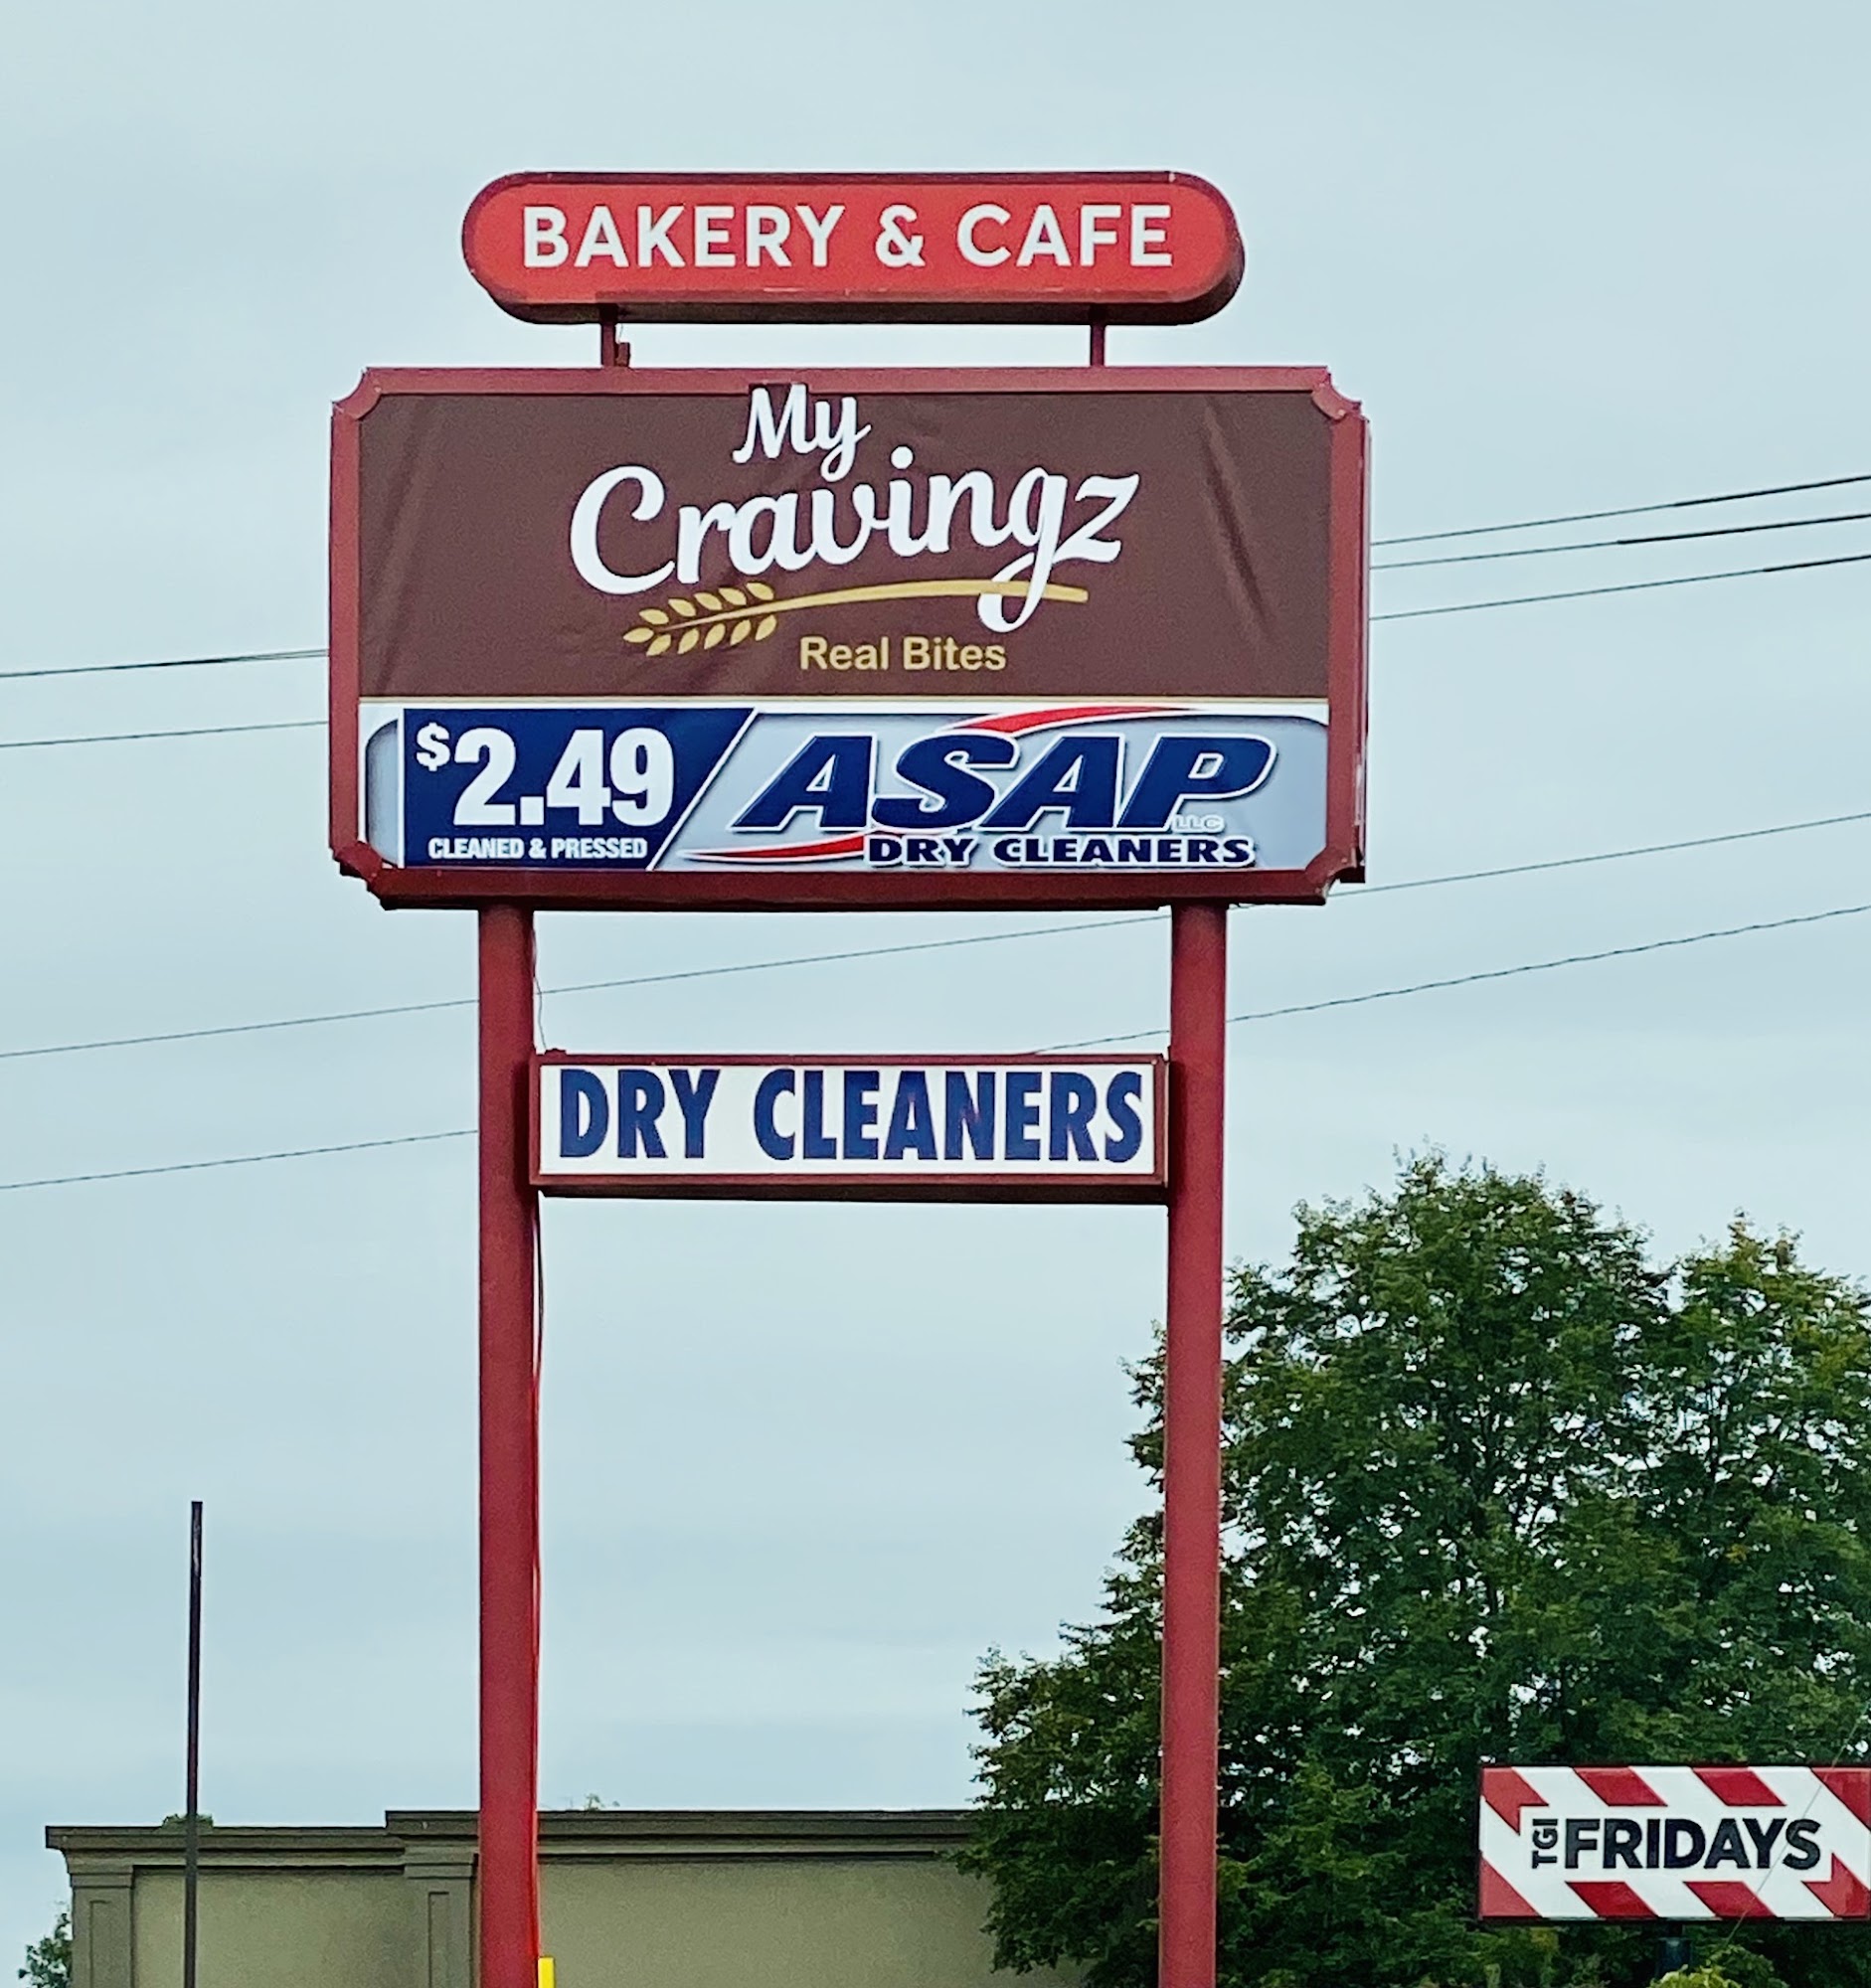 BAKERY & CAFE
My
Cravingz
Real Bites
$2.49
CLEANED & PRESSED
ASAP
LLC
DRY CLEANERS
DRY CLEANERS
TGI FRIDAYS